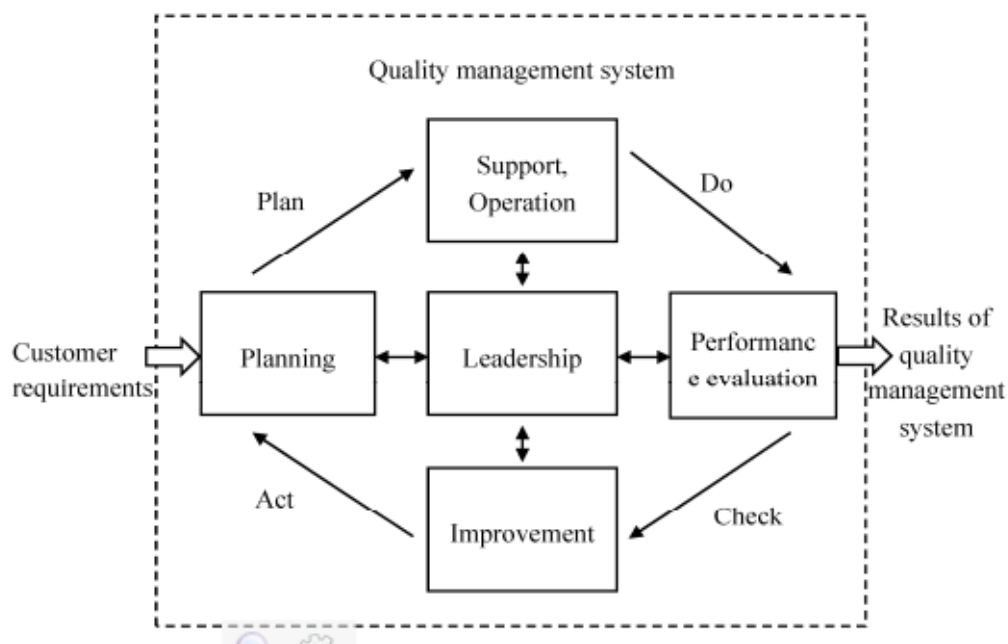 Quality management system
Support,
Operation
Plan
Do
Customer
requirements
Planning
Leadership
Performanc
e evaluation
Results of
quality
management
system
Act
Improvement
Check